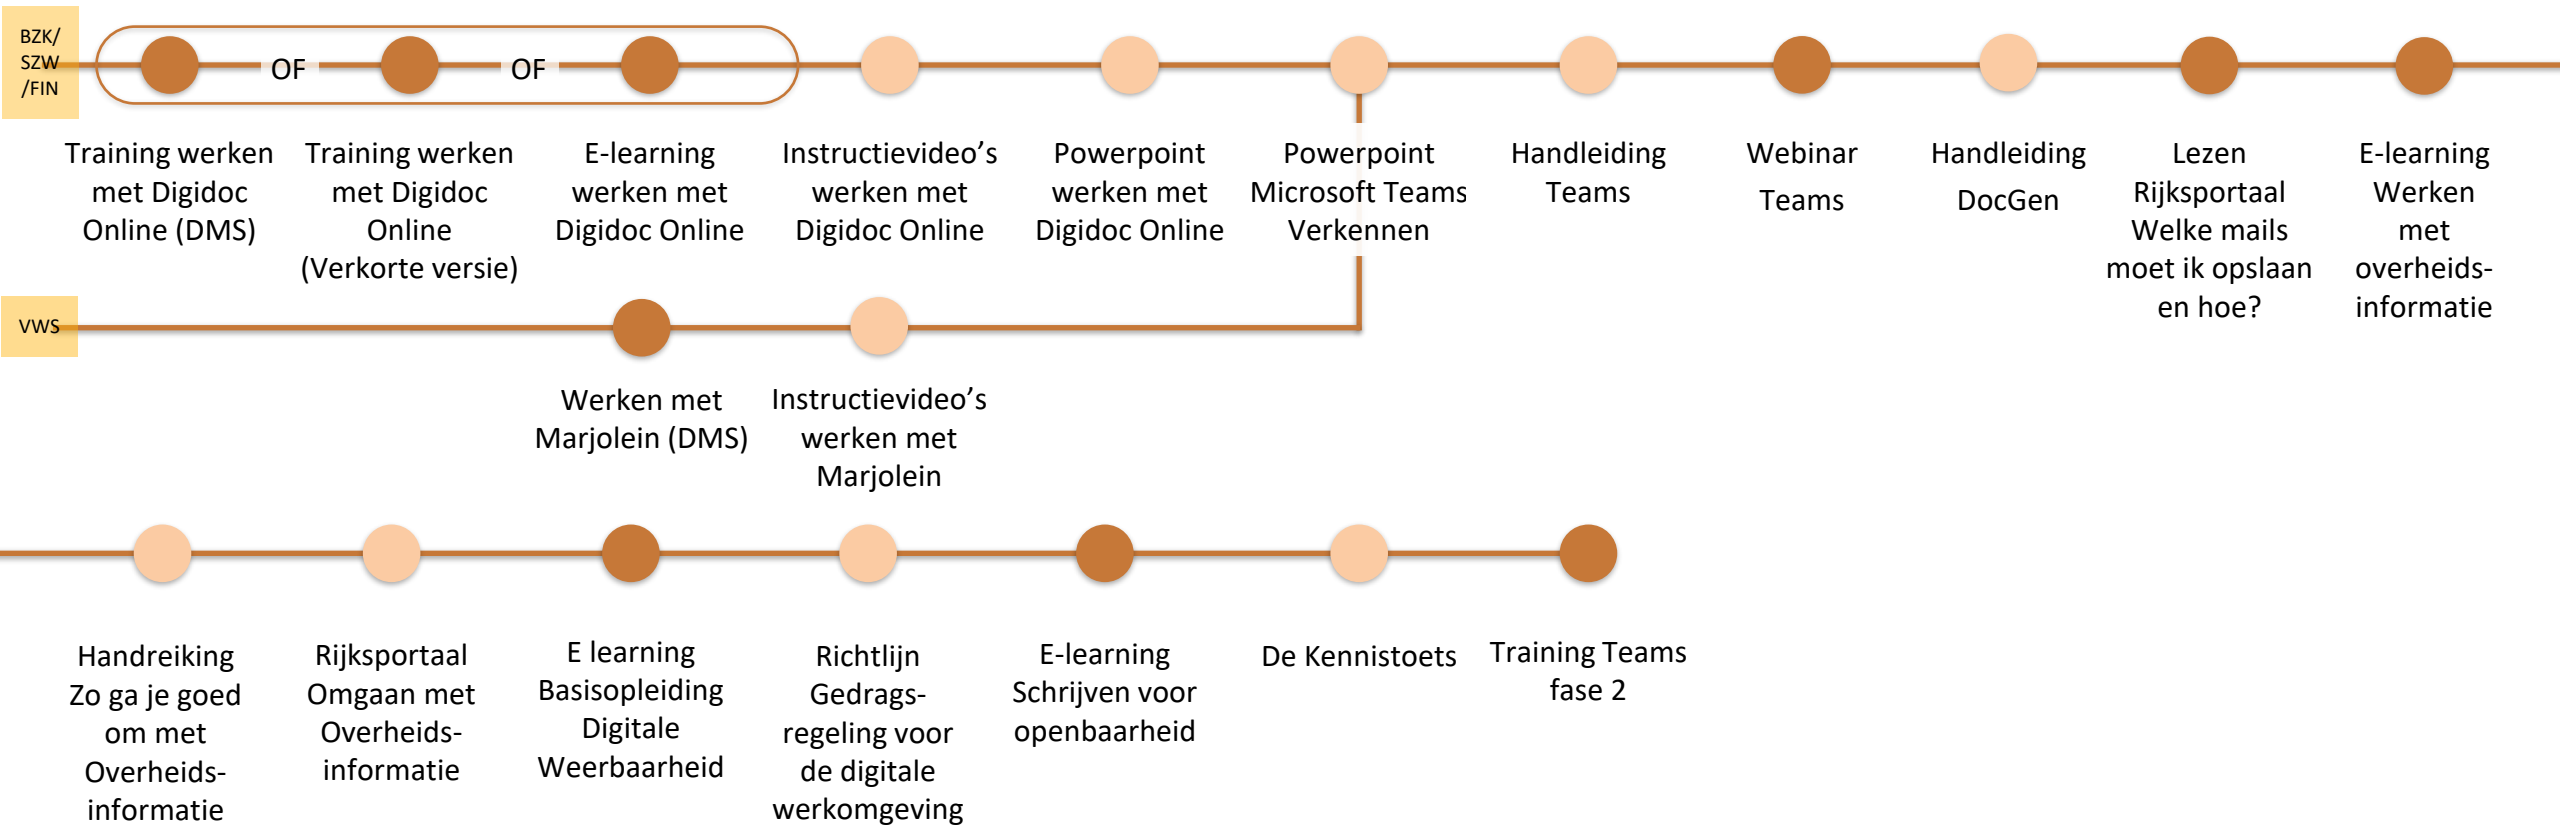 BZK/
SZW
/FIN
OF
OF
Training werken
met Digidoc
Online (DMS)
Training werken
met Digidoc
Online
(Verkorte versie)
E-learning
werken met
Digidoc Online
Instructievideo's
werken met
Digidoc Online
Powerpoint
werken met
Digidoc Online
Powerpoint
Microsoft Teams
Verkennen
Handleiding
Teams
Webinar
Teams
Handleiding
DocGen
Lezen
Rijksportaal
Welke mails
moet ik opslaan
en hoe?
E-learning
Werken
met
overheids-
informatie
VWS
Werken met
Marjolein (DMS)
Instructievideo's
werken met
Marjolein
Handreiking
Zo ga je goed
om met
Overheids-
informatie
Rijksportaal
Omgaan met
Overheids-
informatie
E learning
Basisopleiding
Digitale
Weerbaarheid
Richtlijn
Gedrags-
regeling voor
de digitale
werkomgeving
E-learning
Schrijven voor
openbaarheid
De Kennistoets
Training Teams
fase 2